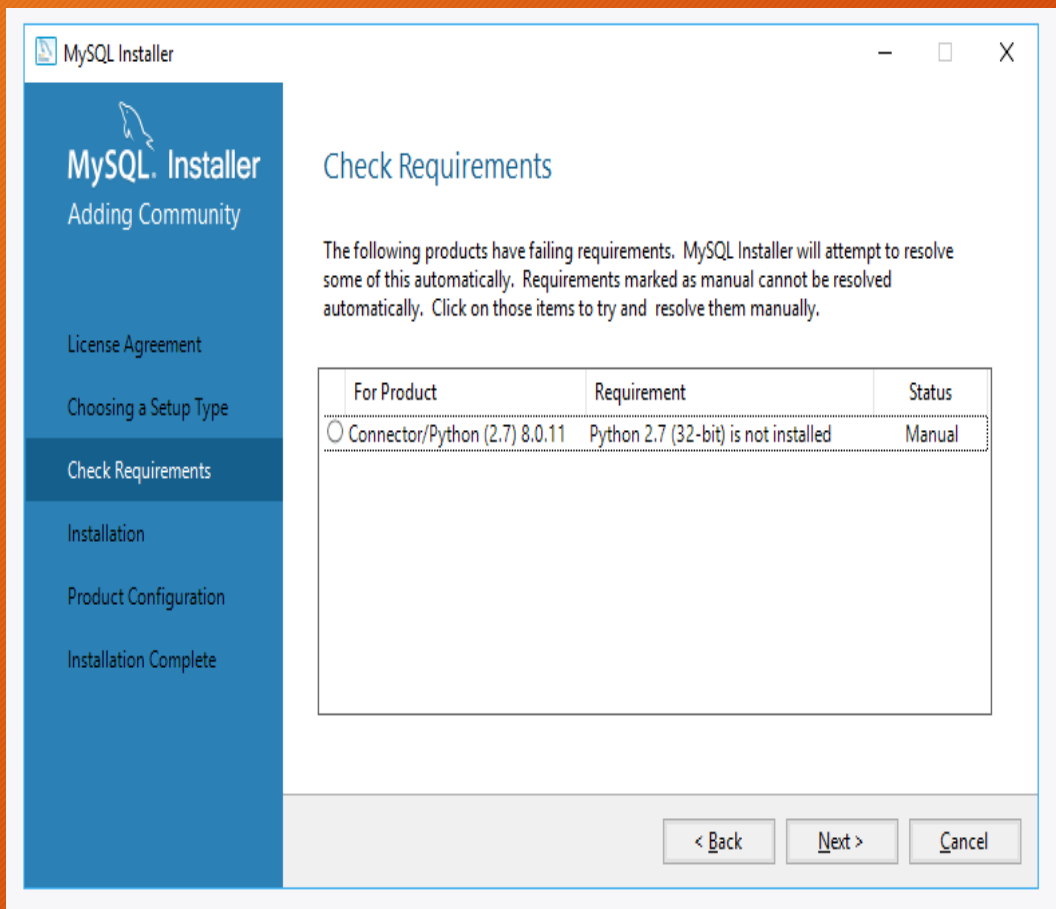 MySQL Installer
MySQL. Installer
Adding Community
License Agreement
Choosing a Setup Type
Check Requirements
Installation
Product Configuration
Installation Complete
Check Requirements
The following products have failing requirements. MySQL Installer will attempt to resolve
some of this automatically. Requirements marked as manual cannot be resolved
automatically. Click on those items to try and resolve them manually.
For Product Requirement Status
Connector/Python (2.7) 8.0.11 Python 2.7 (32-bit) is not installed Manual
< Back Next > Cancel